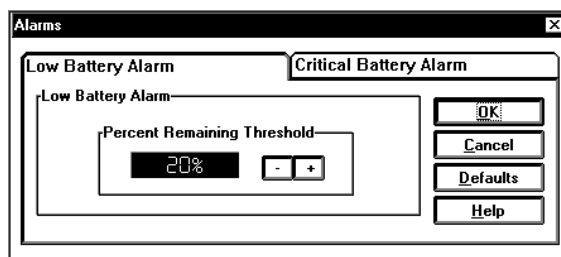 Alarms
Low Battery Alarm
Critical Battery Alarm
Low Battery Alarm
Percent Remaining Threshold
20%
-
+
OK
Cancel
Defaults
Help